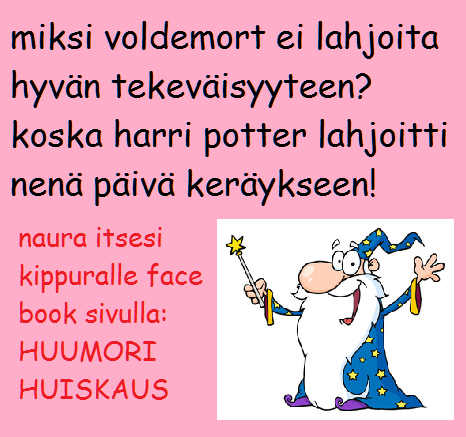 miksi voldemort ei lahjoita
hyvän tekeväisyyteen?
koska harri potter lahjoitti
nenä päivä keräykseen!
naura itsesi
kippuralle face
book sivulla:
HUUMORI
HUISKAUS